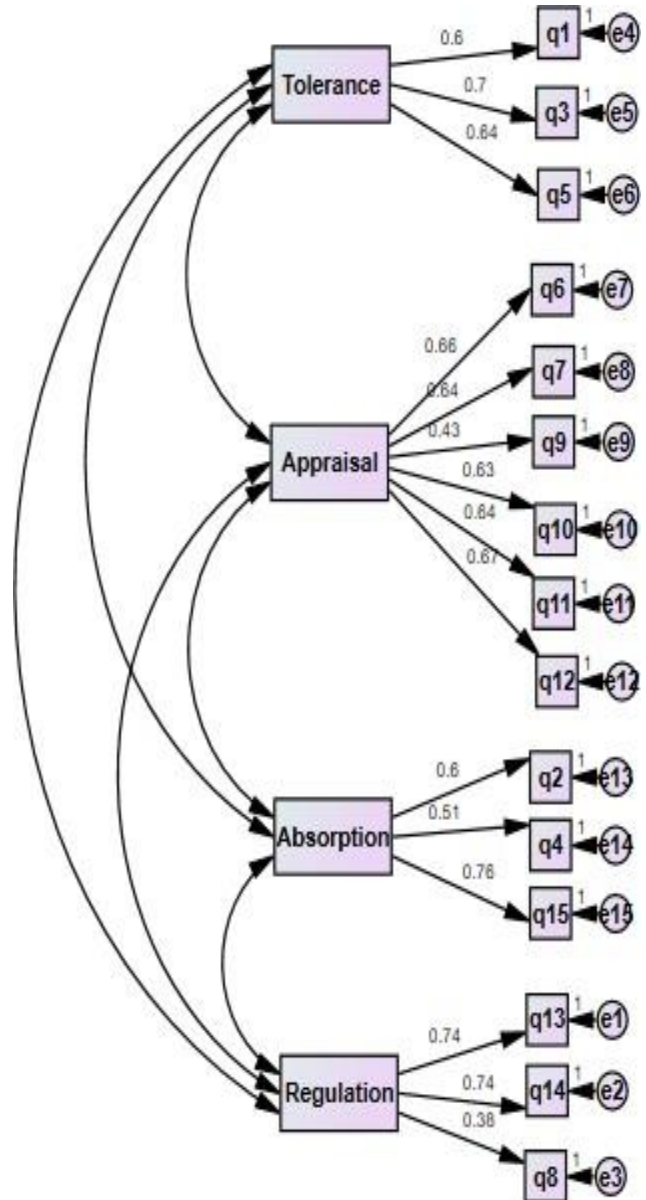 0.6
q1
1
e4
Tolerance
0.7
q3
1
e5
0.64
q5
1
e6
0.66
q6
1
e7
0.64
q7
1
e8
0.43
q9
1
e9
Appraisal
0.63
q10
1
e10
0.64
q11
1
e11
0.67
q12
1
e12
0.6
q2
1
e13
Absorption
0.51
q4
1
e14
0.76
q15
1
e15
0.74
q13
1
e1
Regulation
0.74
q14
1
e2
0.38
q8
1
e3